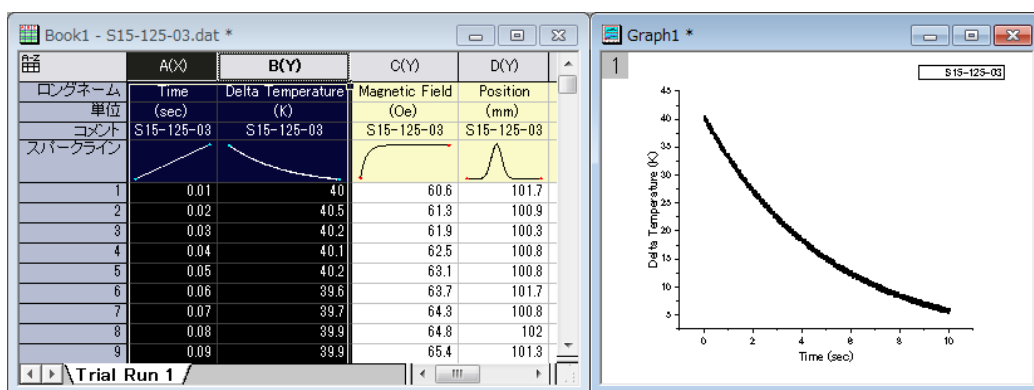 Book1 - S15-125-03.dat *
A-Z A(X) B(Y) C(Y) D(Y)
ロングネーム Time Delta Temperature Magnetic Field Position
単位 (sec) (K) (Oe) (mm)
コメント S15-125-03 S15-125-03 S15-125-03 S15-125-03
スパークライン
1 0.01 40 60.6 101.7
2 0.02 40.5 61.3 100.9
3 0.03 40.2 61.9 100.3
4 0.04 40.1 62.5 100.8
5 0.05 40.2 63.1 100.8
6 0.06 39.6 63.7 101.7
7 0.07 39.7 64.3 100.8
8 0.08 39.9 64.8 102
9 0.09 39.9 65.4 101.3
Trial Run 1
Graph1 *
1
S15-125-03
45
40
35
30
25
20
15
10
5
Delta Temperature (K)
0 2 4 6 8 10
Time (sec)